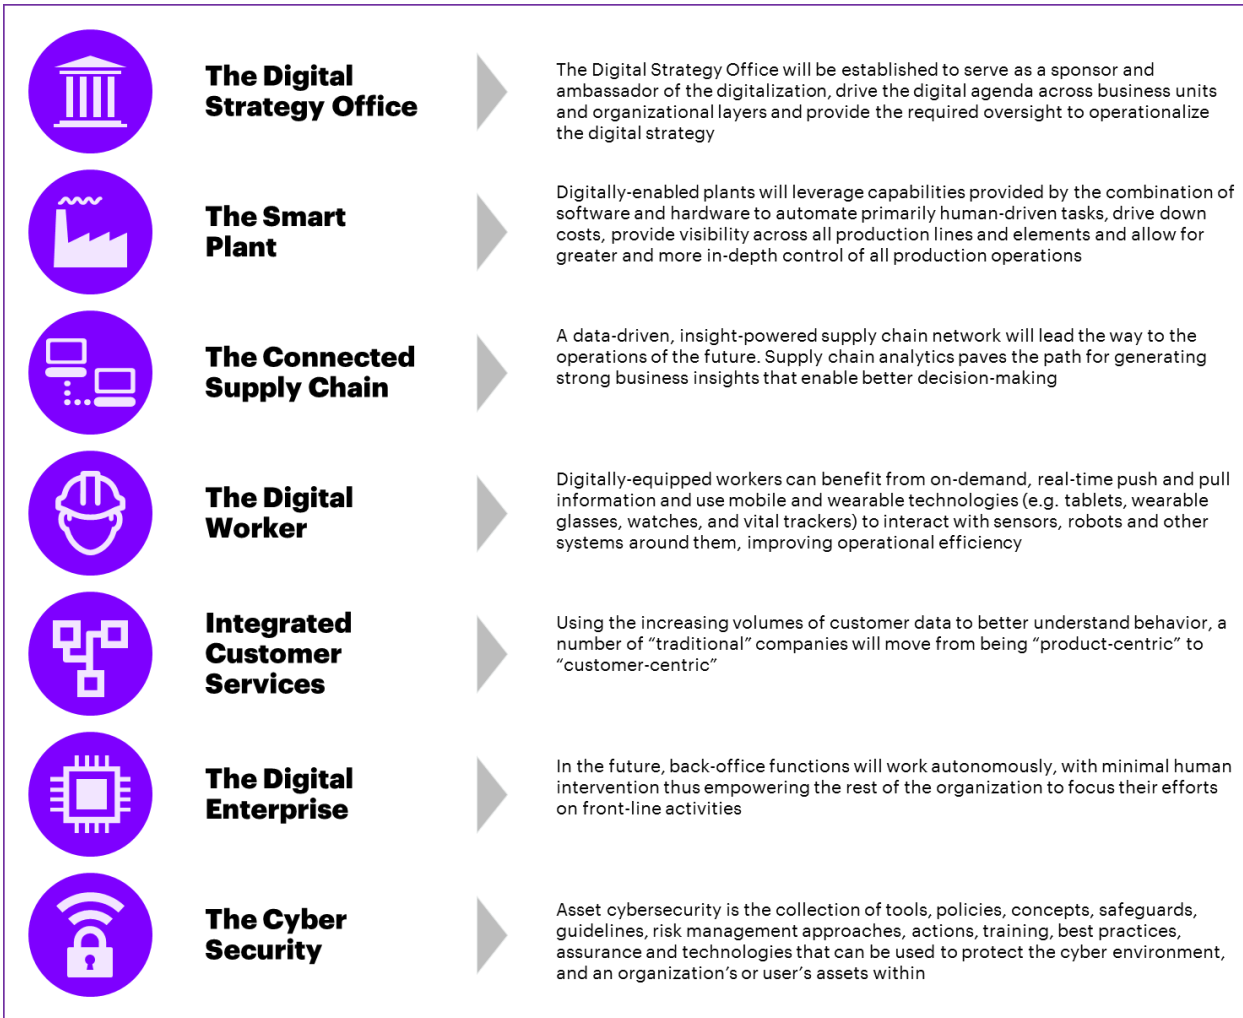 The Digital
Strategy Office
The Digital Strategy Office will be established to serve as a sponsor and
ambassador of the digitalization, drive the digital agenda across business units
and organizational layers and provide the required oversight to operationalize
the digital strategy
The Smart
Plant
Digitally-enabled plants will leverage capabilities provided by the combination of
software and hardware to automate primarily human-driven tasks, drive down
costs, provide visibility across all production lines and elements and allow for
greater and more in-depth control of all production operations
The Connected
Supply Chain
A data-driven, insight-powered supply chain network will lead the way to the
operations of the future. Supply chain analytics paves the path for generating
strong business insights that enable better decision-making
The Digital
Worker
Digitally-equipped workers can benefit from on-demand, real-time push and pull
information and use mobile and wearable technologies (e.g. tablets, wearable
glasses, watches, and vital trackers) to interact with sensors, robots and other
systems around them, improving operational efficiency
Integrated
Customer
Services
Using the increasing volumes of customer data to better understand behavior, a
number of “traditional” companies will move from being “product-centric” to
“customer-centric”
The Digital
Enterprise
In the future, back-office functions will work autonomously, with minimal human
intervention thus empowering the rest of the organization to focus their efforts
on front-line activities
The Cyber
Security
Asset cybersecurity is the collection of tools, policies, concepts, safeguards,
guidelines, risk management approaches, actions, training, best practices,
assurance and technologies that can be used to protect the cyber environment,
and an organization’s or user’s assets within